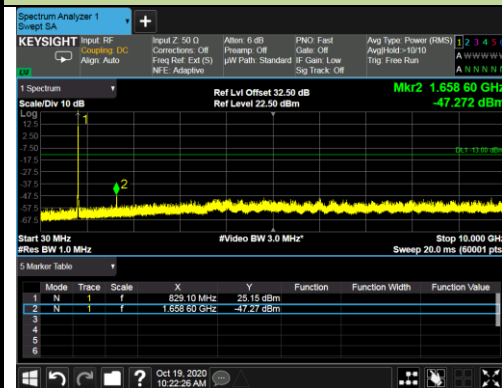 Spectrum Analyzer 1
Swept SA
+
KEYSIGHT Input: RF Input Z: 50 Ω Atten: 6 dB PNO: Fast Avg Type: Power (RMS) 1 2 3 4 5
Coupling: DC Corrections: Off Preamp: Off Gate: Off Avg|Hold:>10/10
Align: Auto Freq Ref: Ext (S) µW Path: Standard IF Gain: Low Trig: Free Run
NFE: Adaptive Sig Track: Off
1 Spectrum
Ref Lvl Offset 32.50 dB Mkr2 1.658 60 GHz
Scale/Div 10 dB Ref Level 22.50 dBm -47.272 dBm
Log
12.5
2.50
-7.50
DL1 -13.00 dBm
-17.5
-27.5
-37.5
-47.5
-57.5
-67.5
1
2
Start 30 MHz #Video BW 3.0 MHz* Stop 10.000 GHz
#Res BW 1.0 MHz Sweep 20.0 ms (60001 pts)
5 Marker Table
Mode Trace Scale X Y Function Function Width Function Value
1 N 1 f 829.10 MHz 25.15 dBm
2 N 1 f 1.658 60 GHz -47.27 dBm
3
4
5
6
? Oct 19, 2020
10:22:26 AM